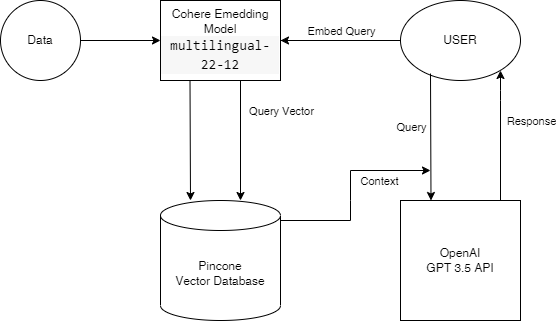 Data
Cohere Emedding
Model
multilingual-
22-12
Embed Query
USER
Query Vector
Query
Response
Context
Pincone
Vector Database
OpenAI
GPT 3.5 API